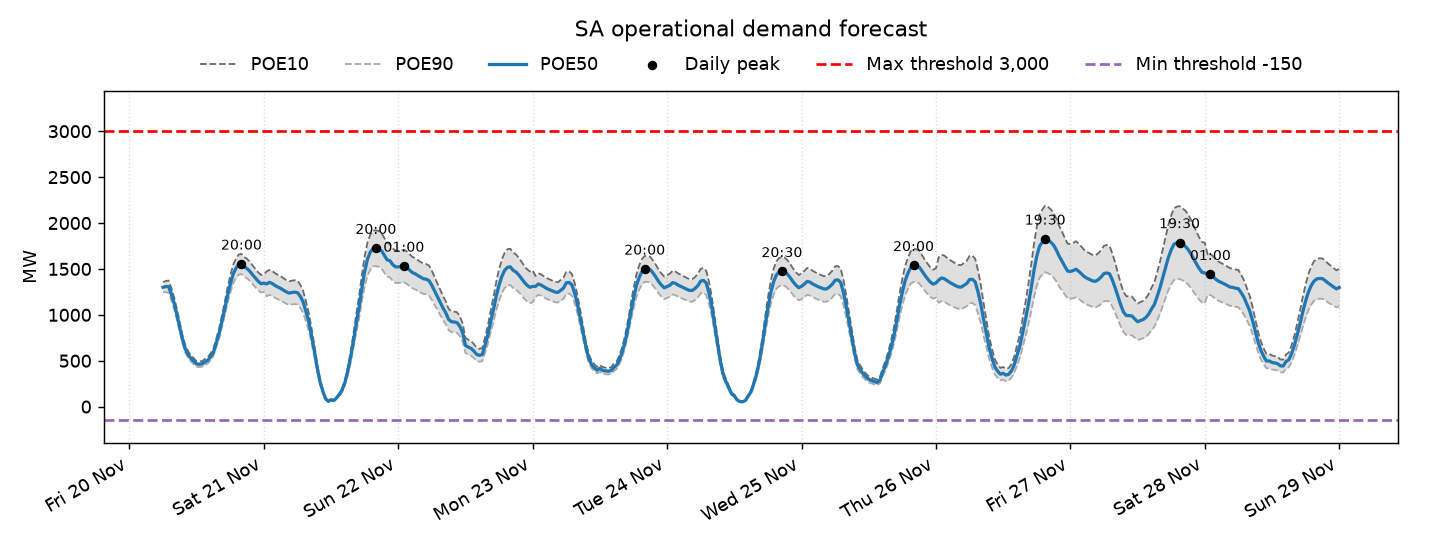 SA operational demand forecast
POE10 POE90 POE50 Daily peak Max threshold 3,000 Min threshold -150
MW
3000
2500
2000
1500
1000
500
0
20:00
20:00
01:00
20:00
20:30
20:00
19:30
19:30
01:00
Fri 20 Nov
Sat 21 Nov
Sun 22 Nov
Mon 23 Nov
Tue 24 Nov
Wed 25 Nov
Thu 26 Nov
Fri 27 Nov
Sat 28 Nov
Sun 29 Nov